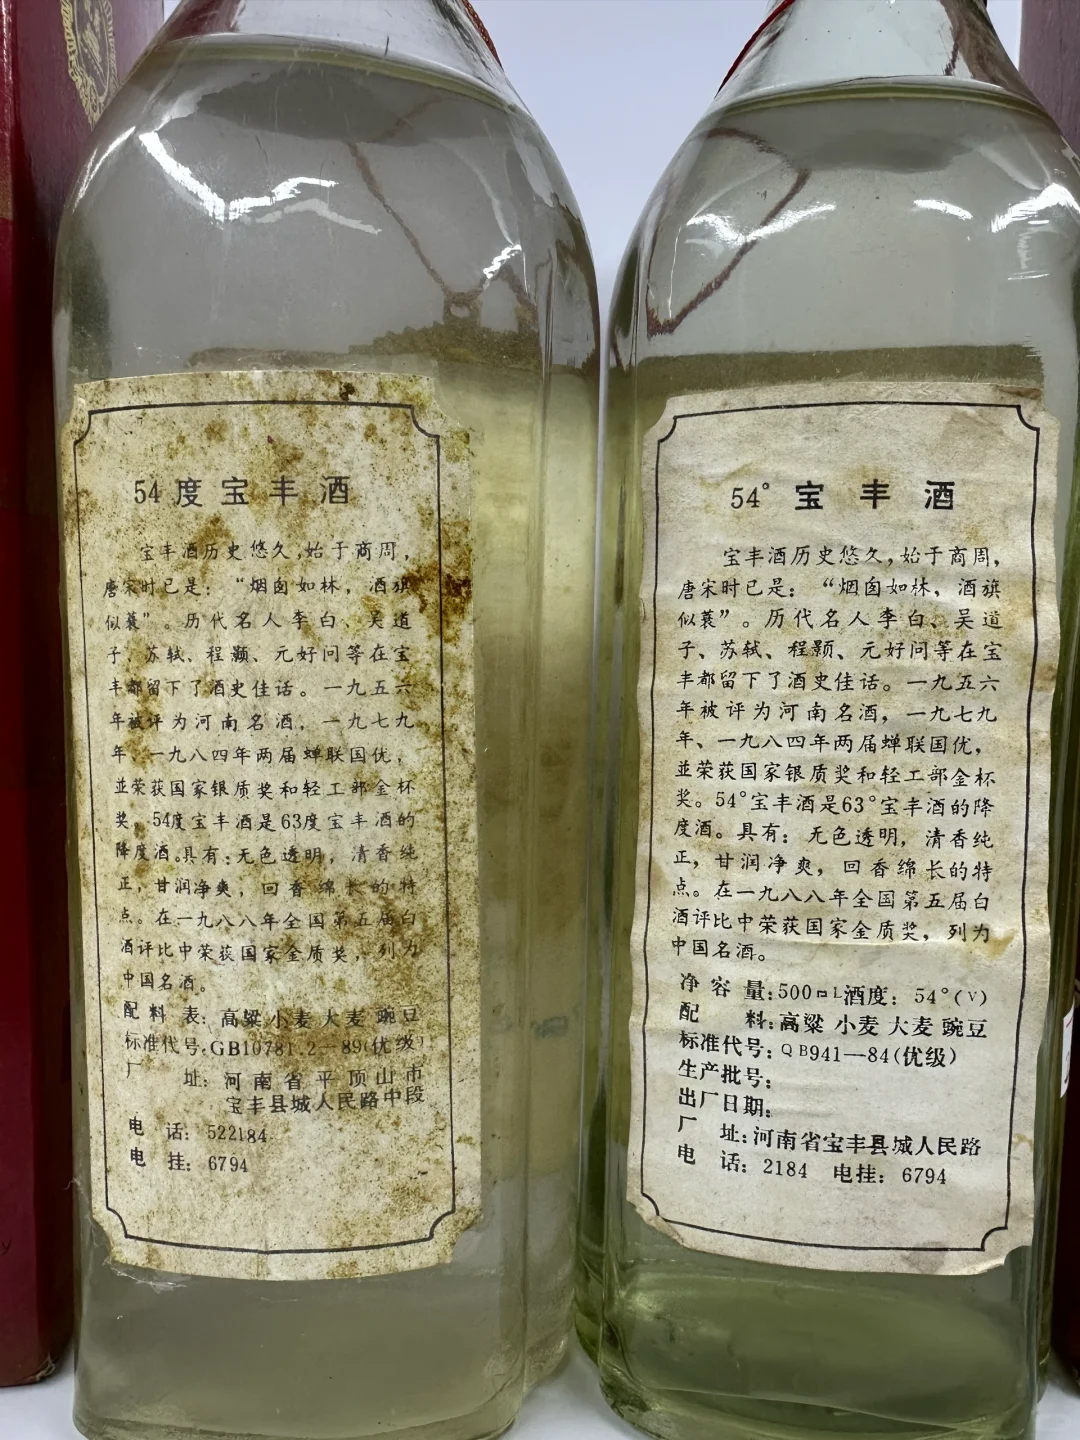 54度宝丰酒
宝丰酒历史悠久,始于商周,
唐宋时已是：“烟囱如林，酒旗
似蓑”。历代名人李白、吴道
子、苏轼、程颢、元好问等在宝
丰都留下了酒史佳话。一九五六
年被评为河南名酒，一九七九
年、一九八四年两届蝉联国优，
並荣获国家银质奖和轻工部金杯
奖。54度宝丰酒是63度宝丰酒的
降度酒。具有：无色透明，清香纯
正，甘润净爽，回香绵长的特
点。在一九八八年全国第五届白
酒评比中荣获国家金质奖，列为
中国名酒。
配料表：高粱 小麦 大麦 豌豆
标准代号：GB10781.2—89(优级)
厂址：河南省平顶山市
宝丰县城人民路中段
电话：522184
电挂：6794
54°宝丰酒
宝丰酒历史悠久,始于商周，
唐宋时已是：“烟囱如林，酒旗
似蓑”。历代名人李白、吴道
子、苏轼、程颢、元好问等在宝
丰都留下了酒史佳话。一九五六
年被评为河南名酒，一九七九
年、一九八四年两届蝉联国优，
並荣获国家银质奖和轻工部金杯
奖。54°宝丰酒是63°宝丰酒的降
度酒。具有：无色透明，清香纯
正，甘润净爽，回香绵长的特
点。在一九八八年全国第五届白
酒评比中荣获国家金质奖，列为
中国名酒。
净容量：500mL 酒度：54°(V)
配料：高粱 小麦 大麦 豌豆
标准代号：QB941—84(优级)
生产批号：
出厂日期：
厂址：河南省宝丰县城人民路
电话：2184 电挂：6794